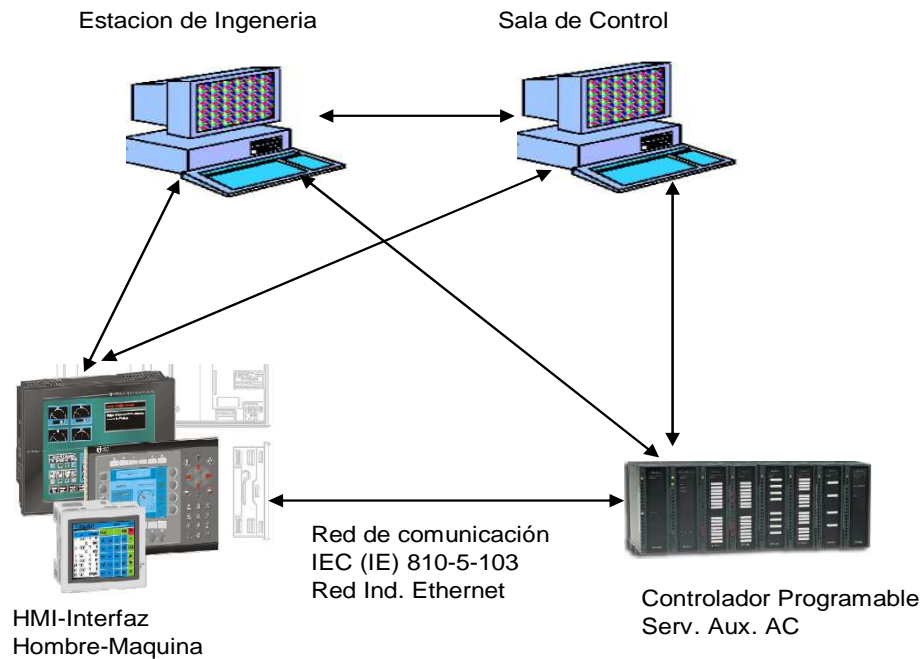 Estacion de Ingeneria
Sala de Control
Red de comunicación
IEC (IE) 810-5-103
Red Ind. Ethernet
HMI-Interfaz
Hombre-Maquina
Controlador Programable
Serv. Aux. AC